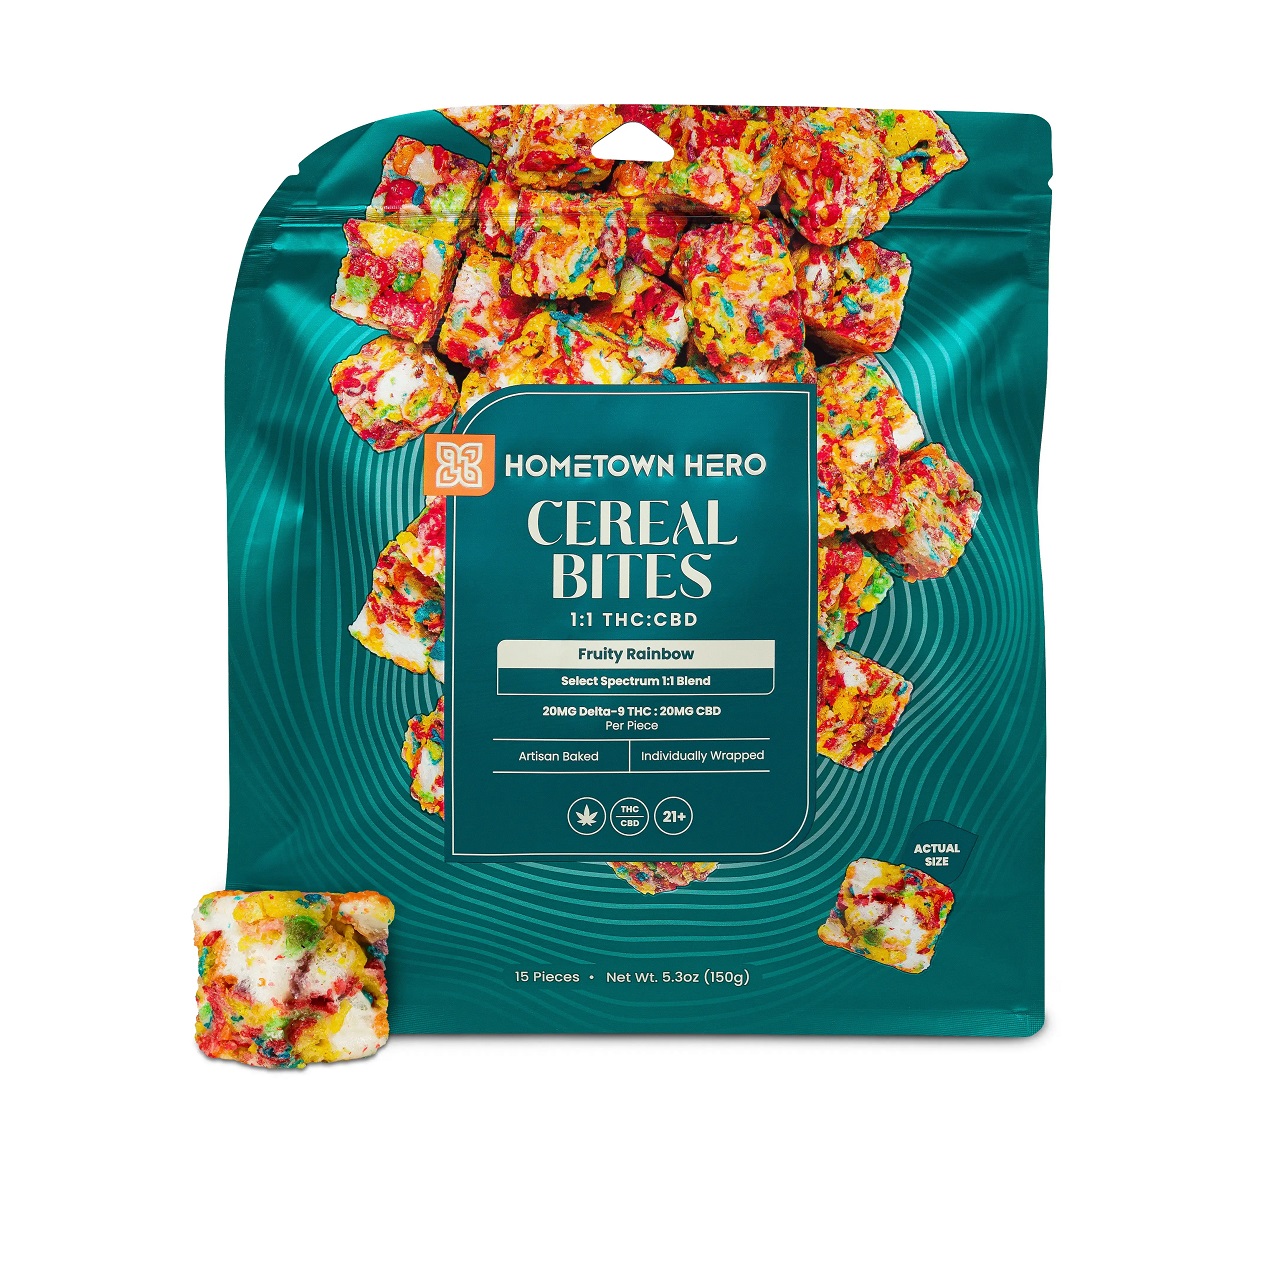 HOMETOWN HERO
CEREAL
BITES
1:1 THC:CBD
Fruity Rainbow
Select Spectrum 1:1 Blend
20MG Delta-9 THC : 20MG CBD
Per Piece
Artisan Baked
Individually Wrapped
THC
CBD
21+
ACTUAL
SIZE
15 Pieces • Net Wt. 5.3oz (150g)